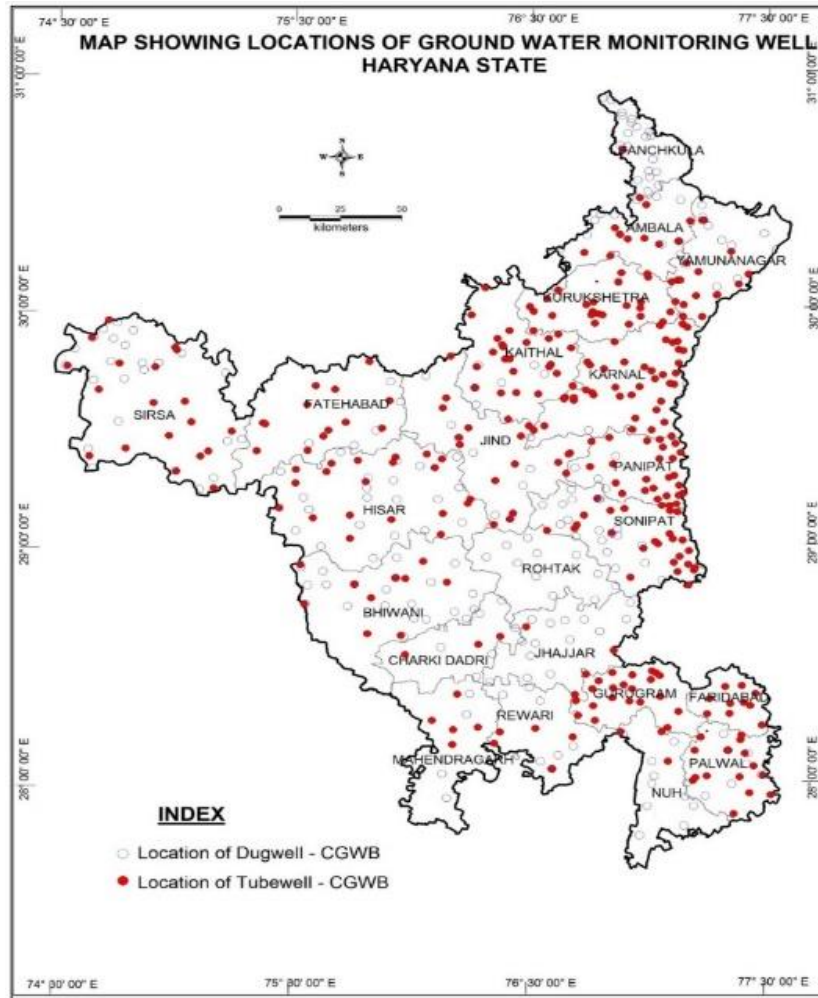 74° 30' 00" E
75° 30' 00" E
76° 30' 00" E
77° 30' 00" E
MAP SHOWING LOCATIONS OF GROUND WATER MONITORING WELL
HARYANA STATE
31° 00' 00" E
31° 00' 00" E
N
W E
S
0 25 50
kilometers
PANCHKULA
AMBALA
YAMUNANAGAR
KURUKSHETRA
30° 00' 00" E
30° 00' 00" E
KAITHAL
KARNAL
SIRSA
FATEHABAD
JIND
PANIPAT
HISAR
SONIPAT
29° 00' 00" E
29° 00' 00" E
ROHTAK
BHIWANI
CHARKI DADRI
JHAJJAR
GURUGRAM
FARIDABAD
REWARI
MAHENDRAGARH
PALWAL
NUH
28° 00' 00" E
28° 00' 00" E
INDEX
Location of Dugwell - CGWB
Location of Tubewell - CGWB
74° 30' 00" E
75° 30' 00" E
76° 30' 00" E
77° 30' 00" E